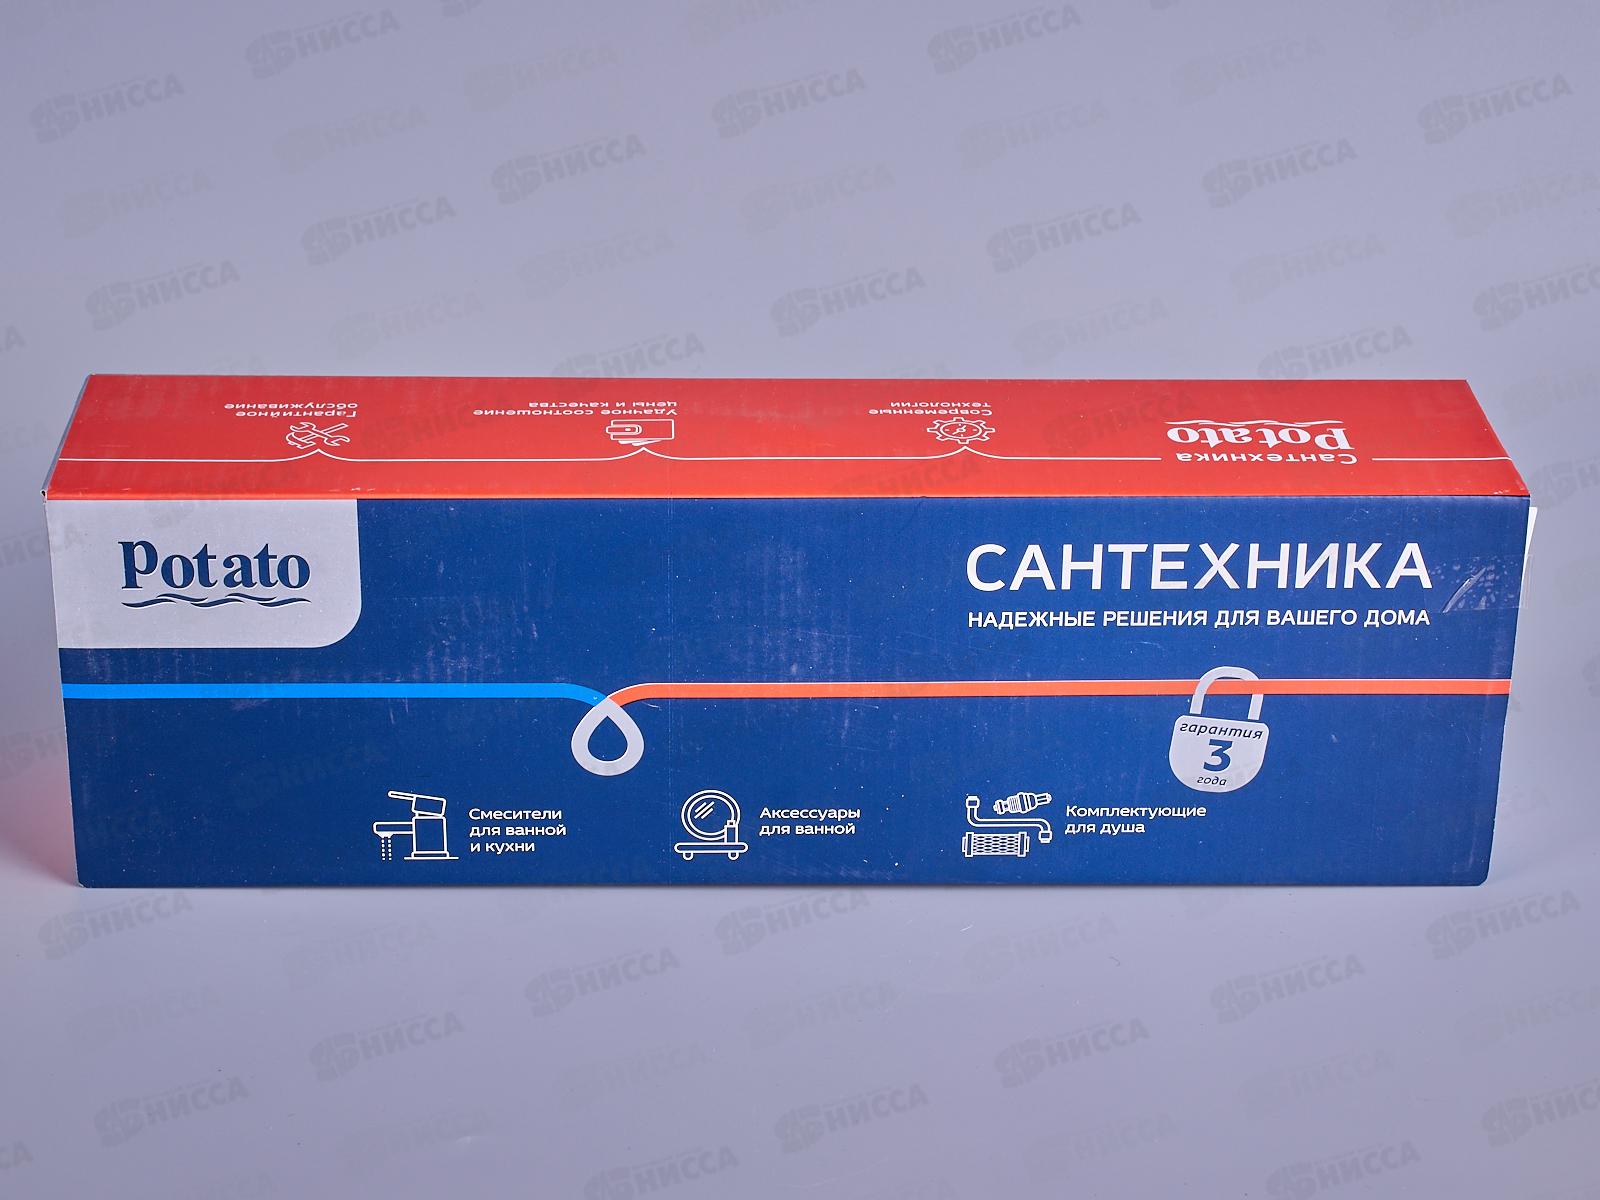 Гарантийное
обслуживание
Удачное соотношение
цены и качества
Современные
технологии
Сантехника
Potato
Potato
САНТЕХНИКА
НАДЕЖНЫЕ РЕШЕНИЯ ДЛЯ ВАШЕГО ДОМА
гарантия
3
года
Смесители
для ванной
и кухни
Аксессуары
для ванной
Комплектующие
для душа
НИССА